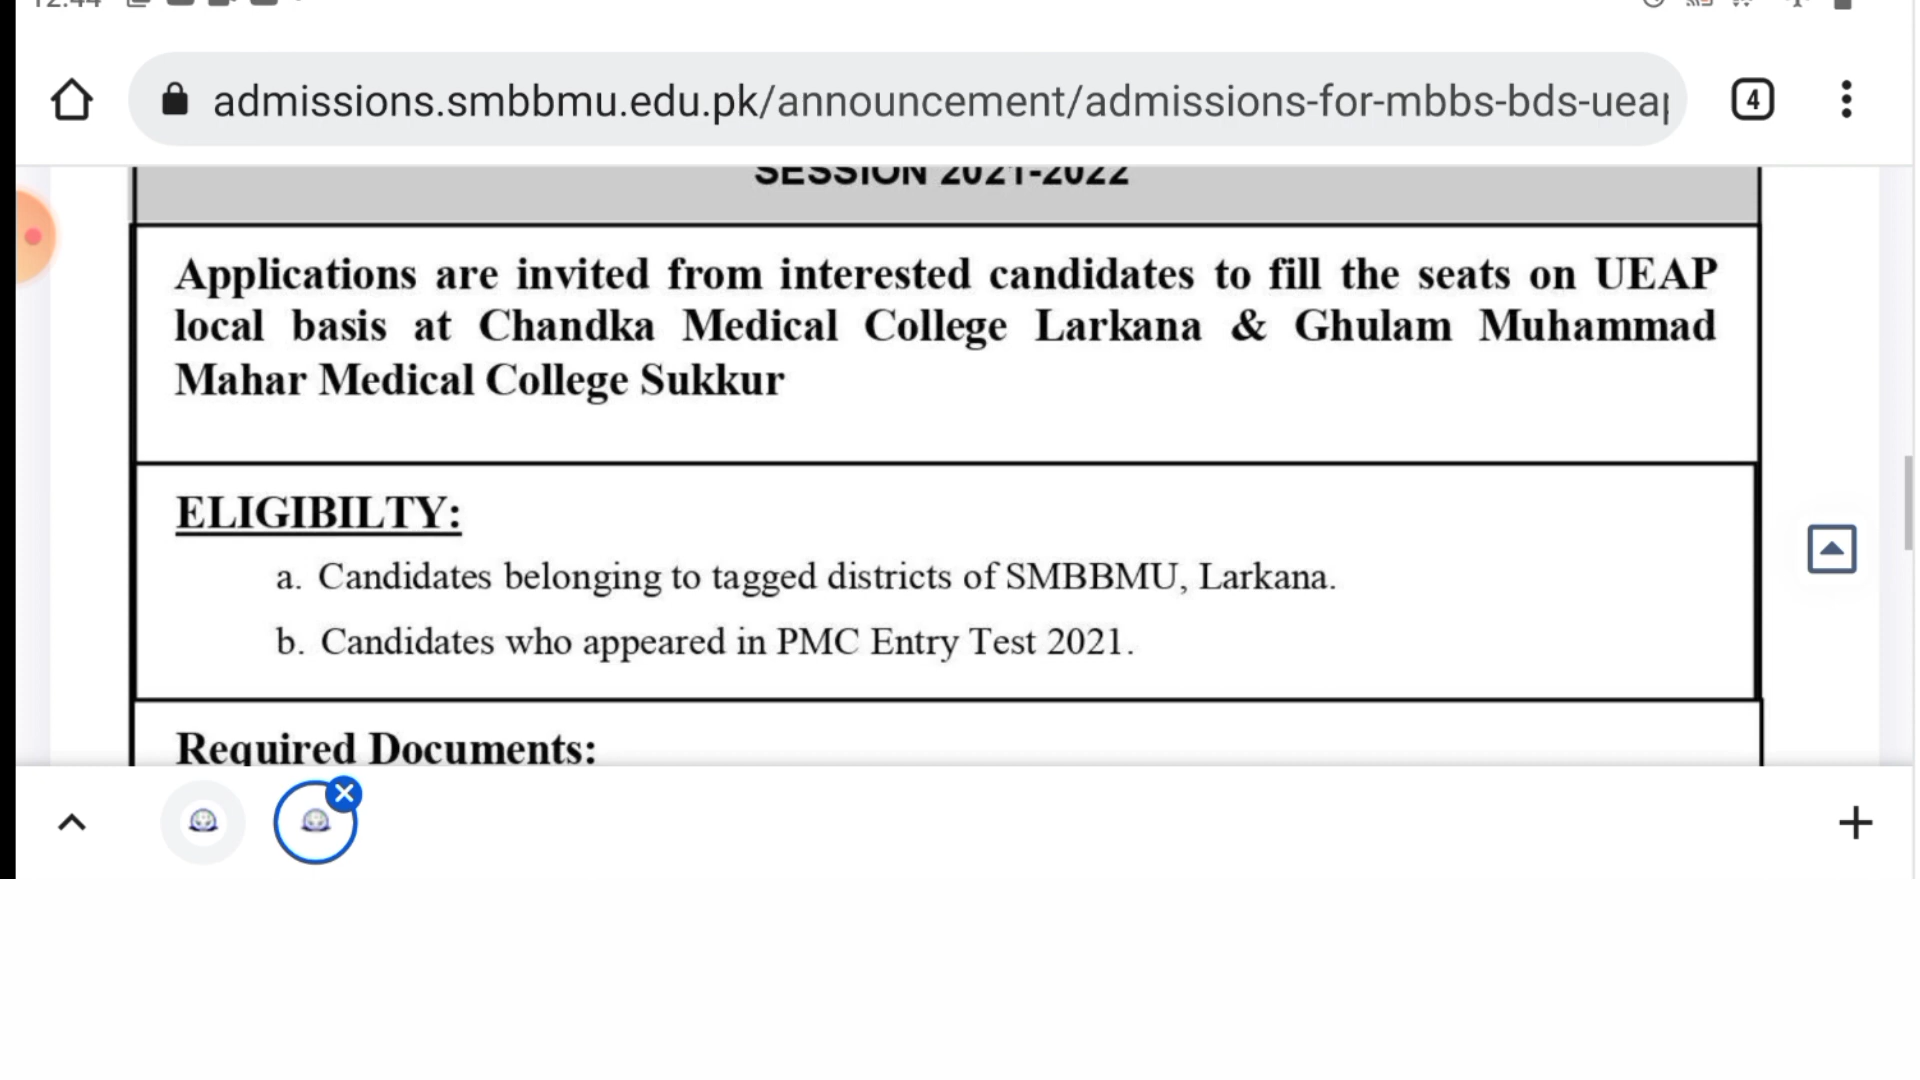 12:44
admissions.smbbmu.edu.pk/announcement/admissions-for-mbbs-bds-ueap
4
SESSION 2021-2022
Applications are invited from interested candidates to fill the seats on UEAP
local basis at Chandka Medical College Larkana & Ghulam Muhammad
Mahar Medical College Sukkur
ELIGIBILTY:
a. Candidates belonging to tagged districts of SMBBMU, Larkana.
b. Candidates who appeared in PMC Entry Test 2021.
Required Documents: